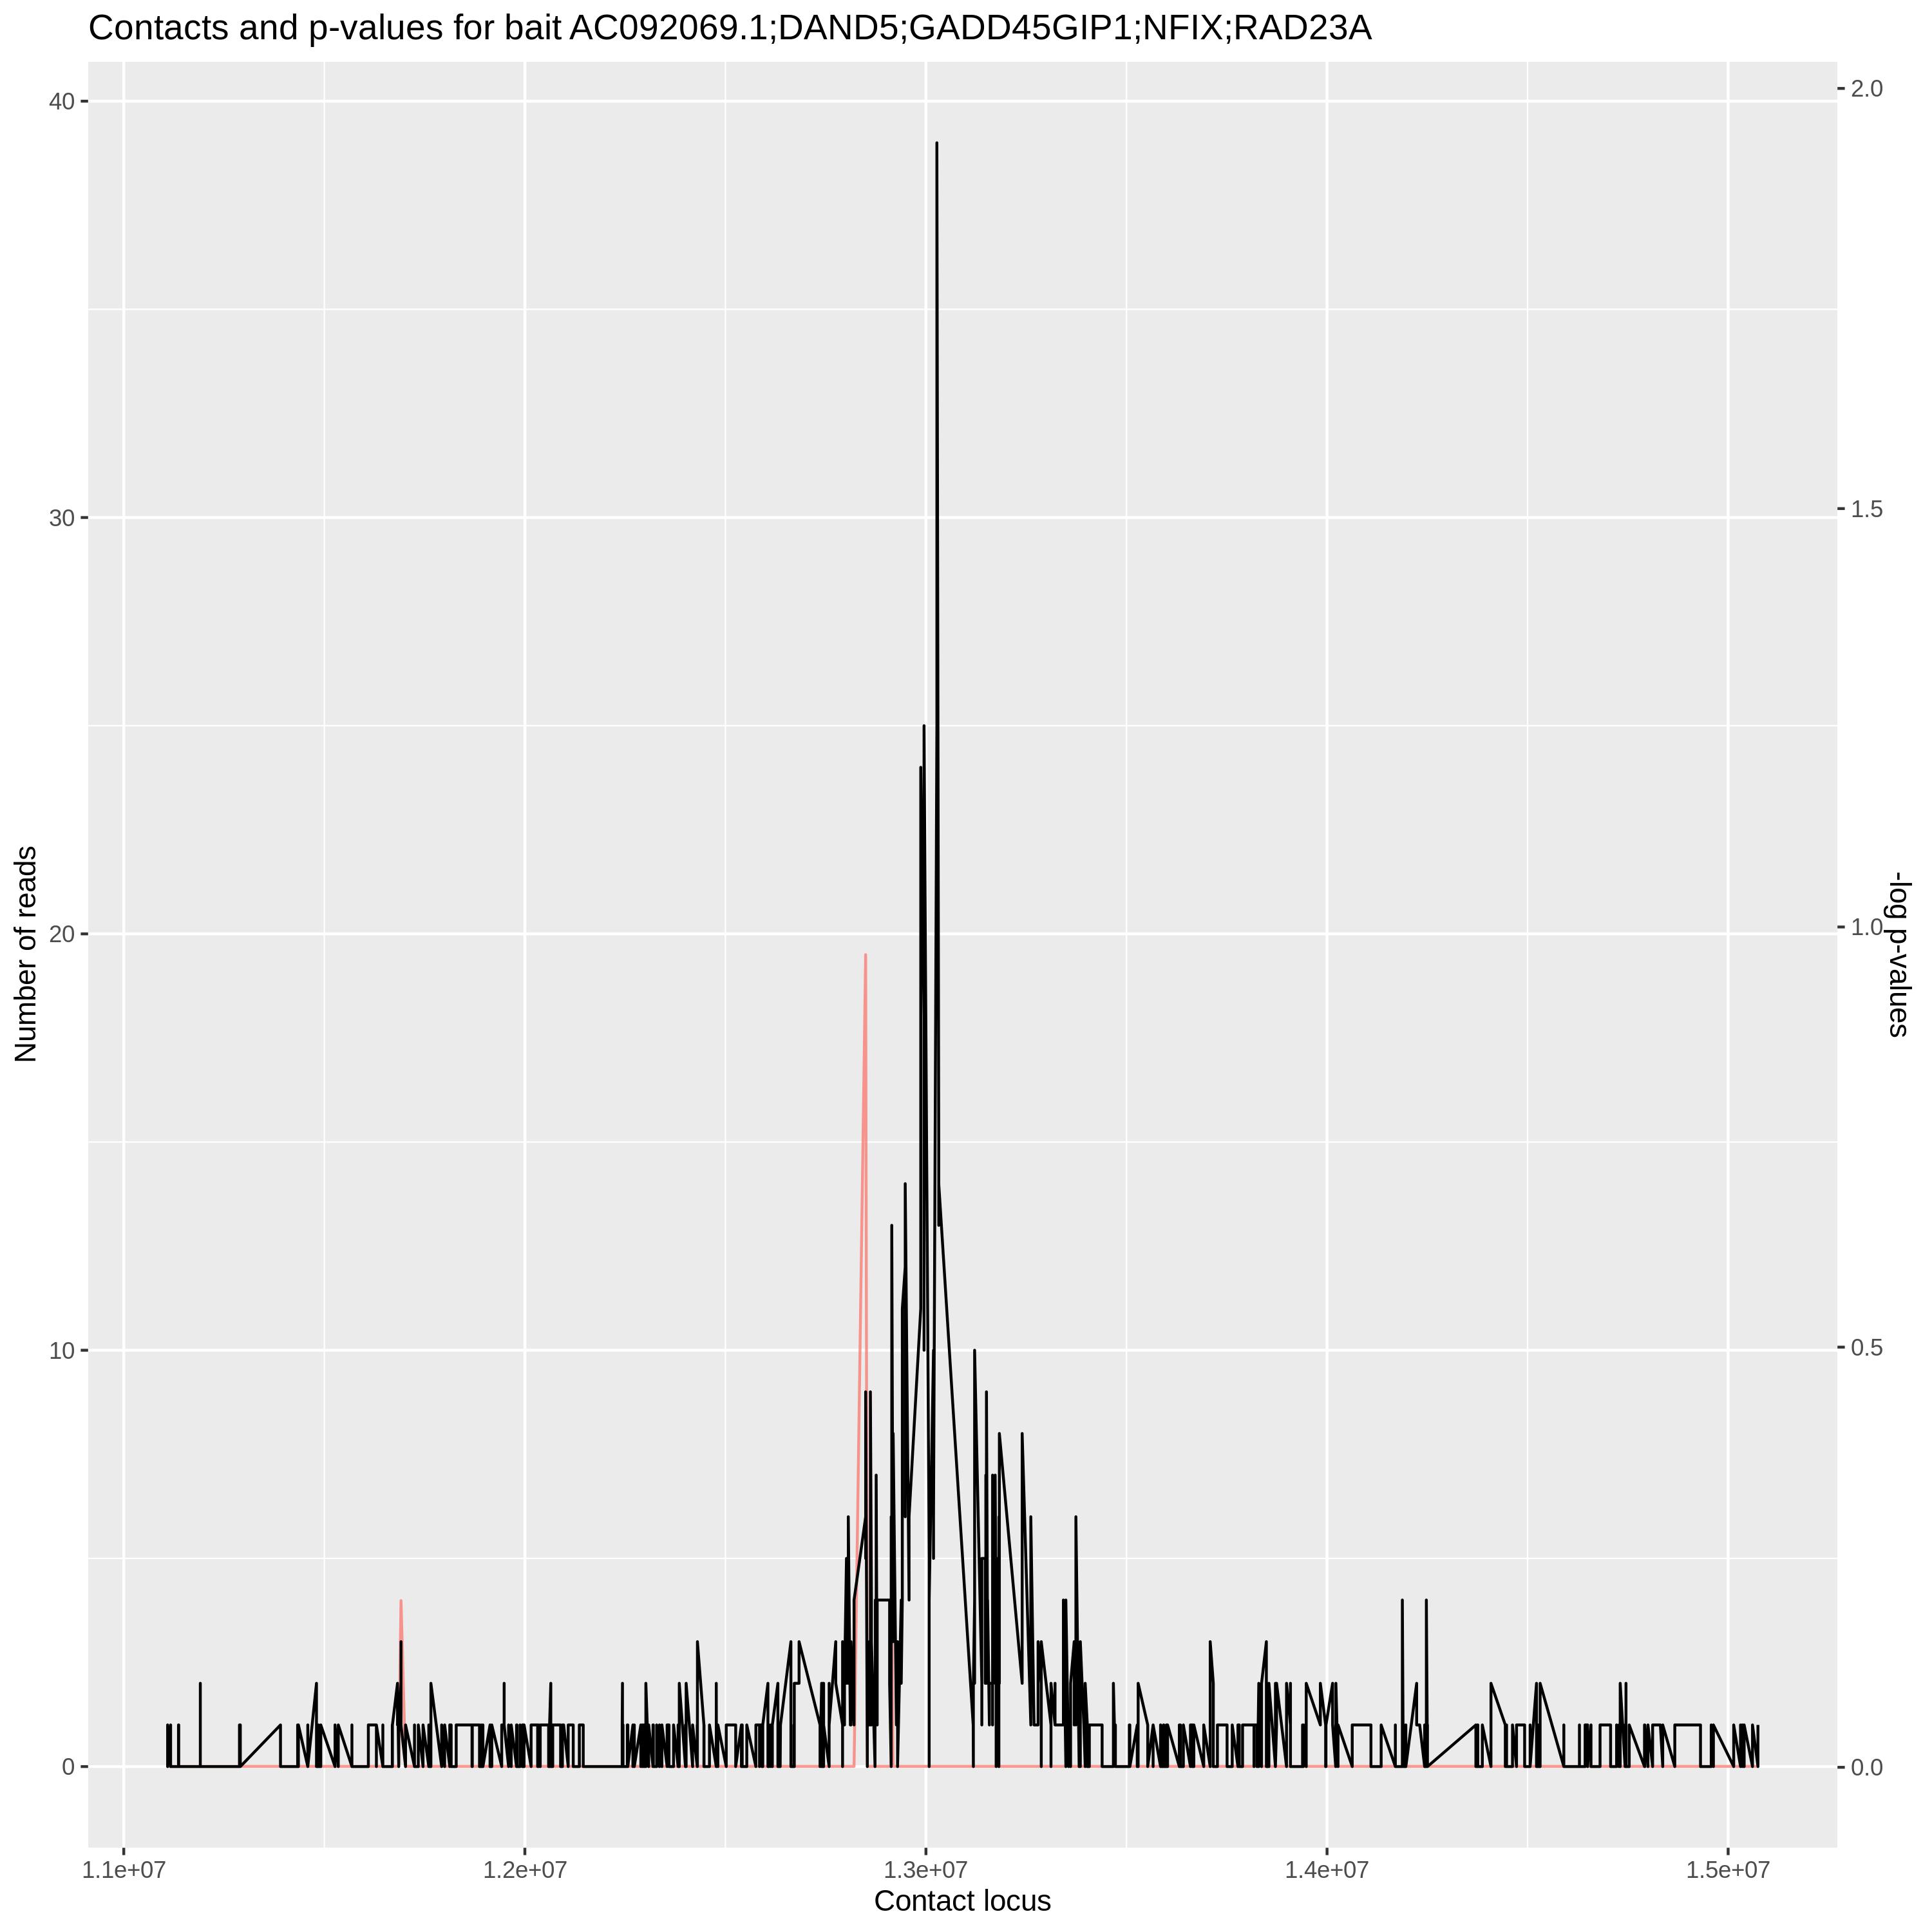 Contacts and p-values for bait AC092069.1;DAND5;GADD45GIP1;NFIX;RAD23A
40
30
20
10
0
Number of reads
2.0
1.5
1.0
0.5
0.0
-log p-values
1.1e+07 1.2e+07 1.3e+07 1.4e+07 1.5e+07
Contact locus